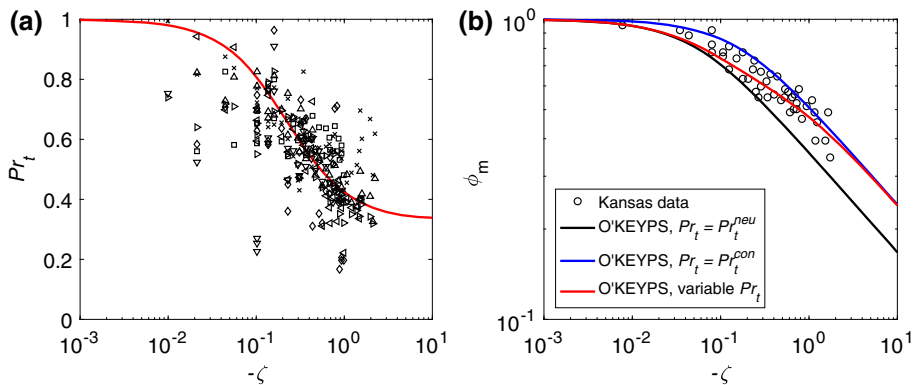 (a)
1
0.8
0.6
0.4
0.2
0
Pr_t
10^-3 10^-2 10^-1 10^0 10^1
-ζ
(b)
10^0
10^-1
ϕ_m
Kansas data
O'KEYPS, Pr_t = Pr_t^neu
O'KEYPS, Pr_t = Pr_t^con
O'KEYPS, variable Pr_t
10^-3 10^-2 10^-1 10^0 10^1
-ζ